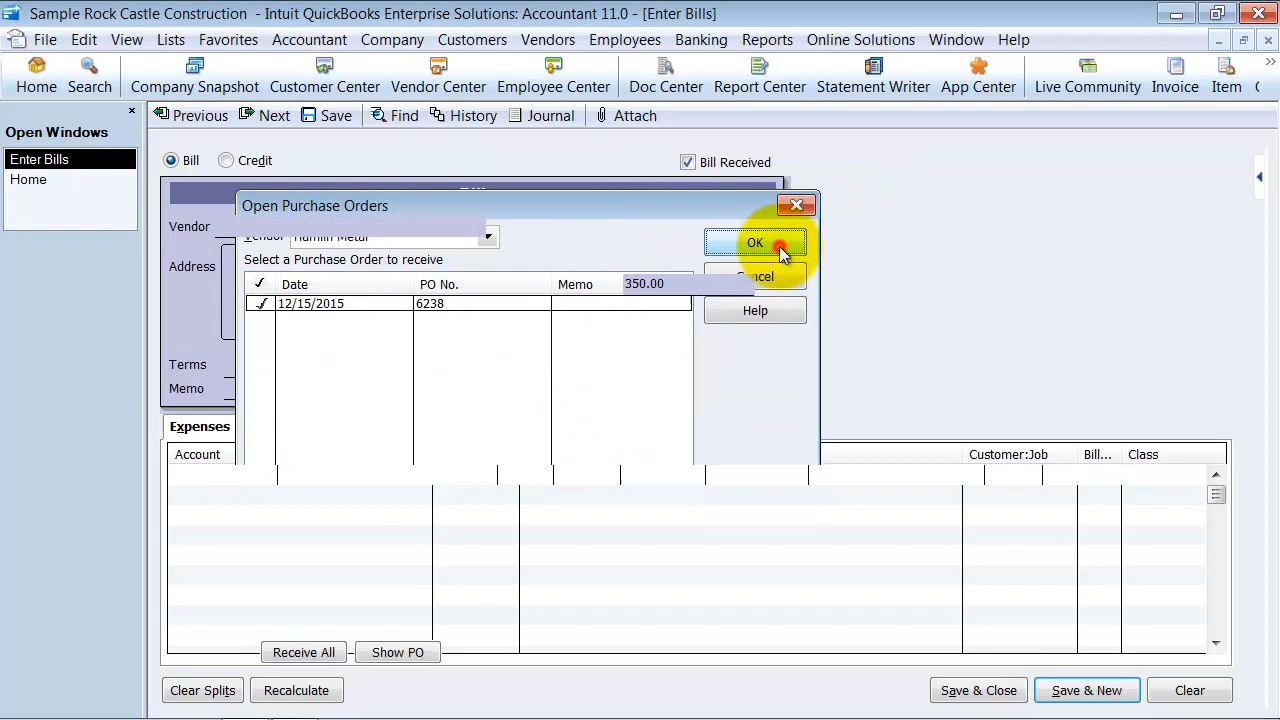 Sample Rock Castle Construction - Intuit QuickBooks Enterprise Solutions: Accountant 11.0 - [Enter Bills]
File Edit View Lists Favorites Accountant Company Customers Vendors Employees Banking Reports Online Solutions Window Help
Home Search Company Snapshot Customer Center Vendor Center Employee Center Doc Center Report Center Statement Writer App Center Live Community Invoice Item
Previous Next Save Find History Journal Attach
Open Windows
Enter Bills
Home
Bill Credit Bill Received
Open Purchase Orders
Vendor Vendor Hamlin Metal OK
Address Select a Purchase Order to receive
Cancel
Date PO No. Memo 350.00
12/15/2015 6238 Help
Terms
Memo
Expenses
Account Customer:Job Bill... Class
Receive All Show PO
Clear Splits Recalculate Save & Close Save & New Clear